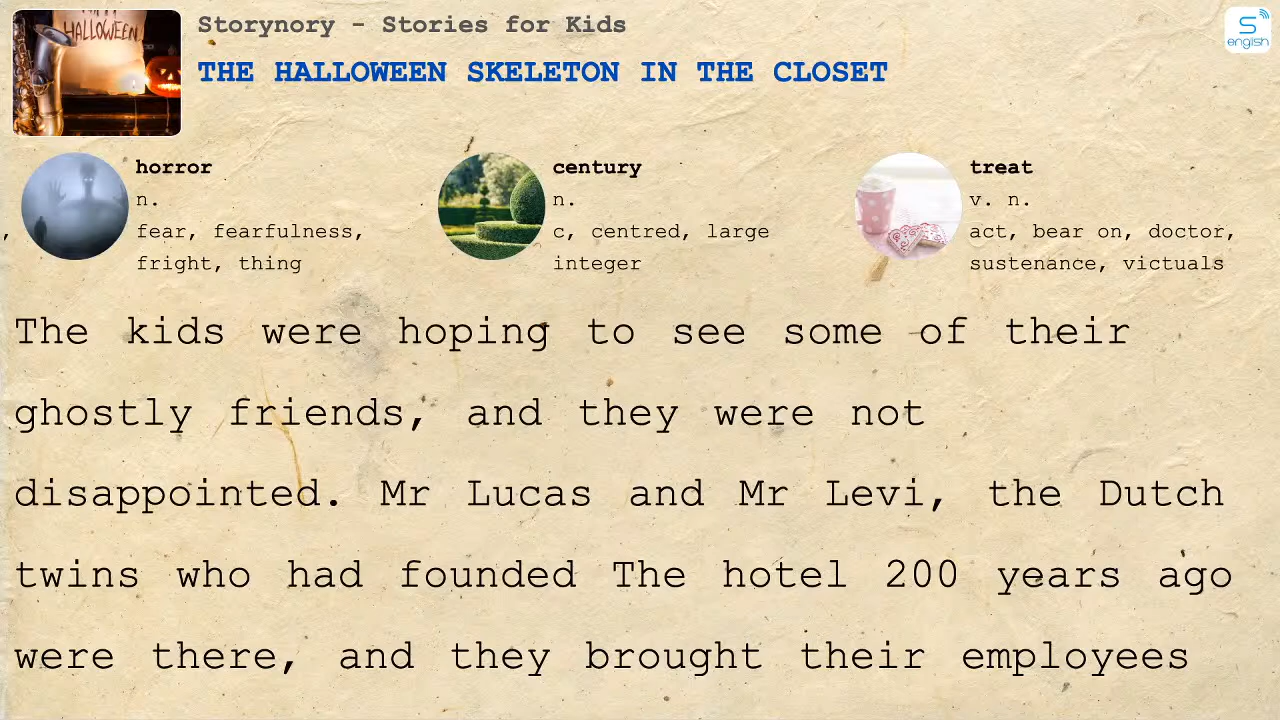 Storynory - Stories for Kids
THE HALLOWEEN SKELETON IN THE CLOSET
HALLOWEEN
S
english
,
horror
n.
fear, fearfulness,
fright, thing
century
n.
c, centred, large
integer
treat
v. n.
act, bear on, doctor,
sustenance, victuals
The kids were hoping to see some of their
ghostly friends, and they were not
disappointed. Mr Lucas and Mr Levi, the Dutch
twins who had founded The hotel 200 years ago
were there, and they brought their employees